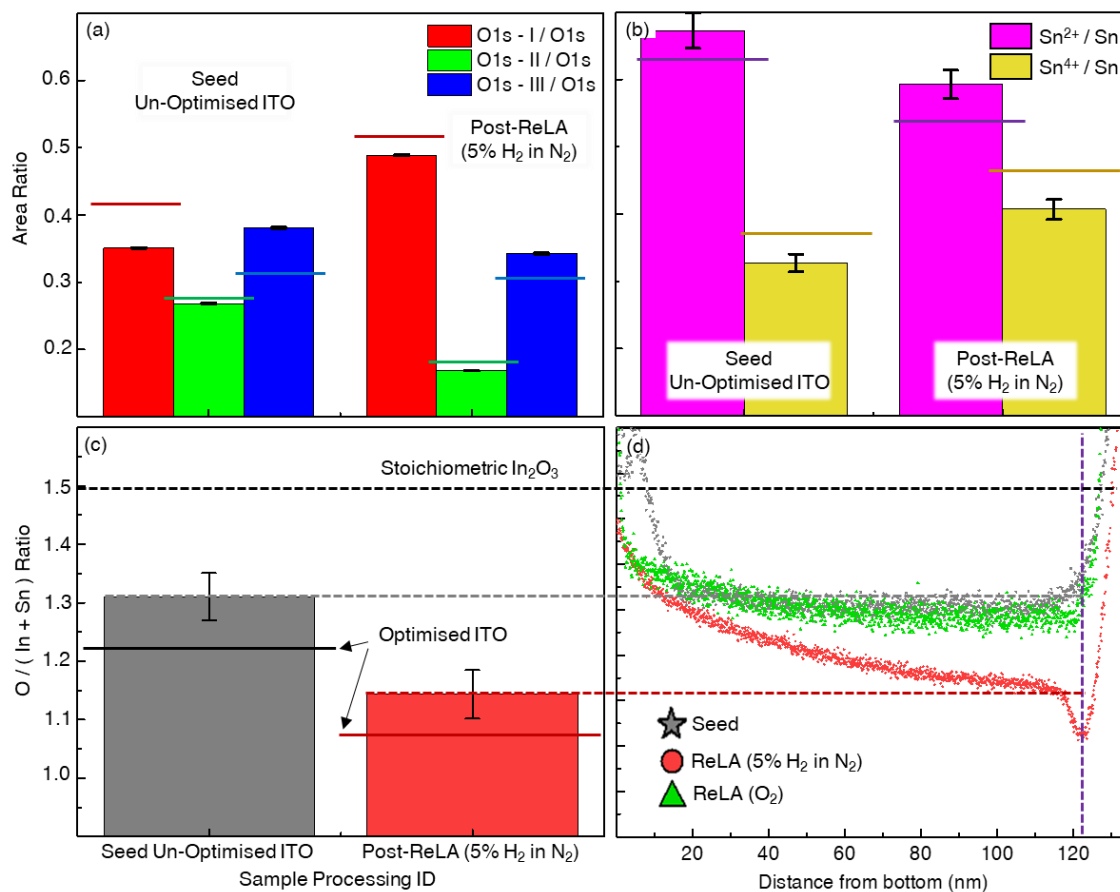 (a)
O1s - I / O1s
O1s - II / O1s
O1s - III / O1s
Seed
Un-Optimised ITO
Post-ReLA
(5% H₂ in N₂)
0.6
0.5
0.4
0.3
0.2
Area Ratio
(b)
Sn²⁺ / Sn
Sn⁴⁺ / Sn
Seed
Un-Optimised ITO
Post-ReLA
(5% H₂ in N₂)
(c)
Stoichiometric In₂O₃
1.5
1.4
1.3
1.2
1.1
1.0
O / ( In + Sn ) Ratio
Optimised ITO
Seed Un-Optimised ITO
Post-ReLA (5% H₂ in N₂)
Sample Processing ID
(d)
Seed
ReLA (5% H₂ in N₂)
ReLA (O₂)
20 40 60 80 100 120
Distance from bottom (nm)